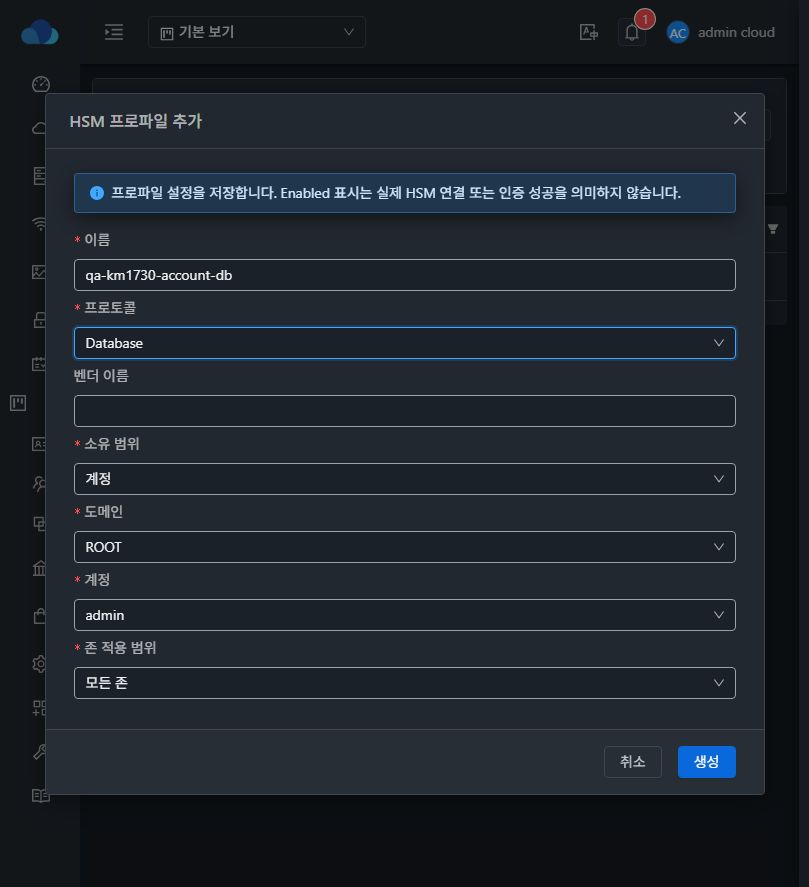 기본 보기
1
AC
admin cloud
HSM 프로파일 추가
프로파일 설정을 저장합니다. Enabled 표시는 실제 HSM 연결 또는 인증 성공을 의미하지 않습니다.
* 이름
qa-km1730-account-db
* 프로토콜
Database
벤더 이름
* 소유 범위
계정
* 도메인
ROOT
* 계정
admin
* 존 적용 범위
모든 존
취소
생성